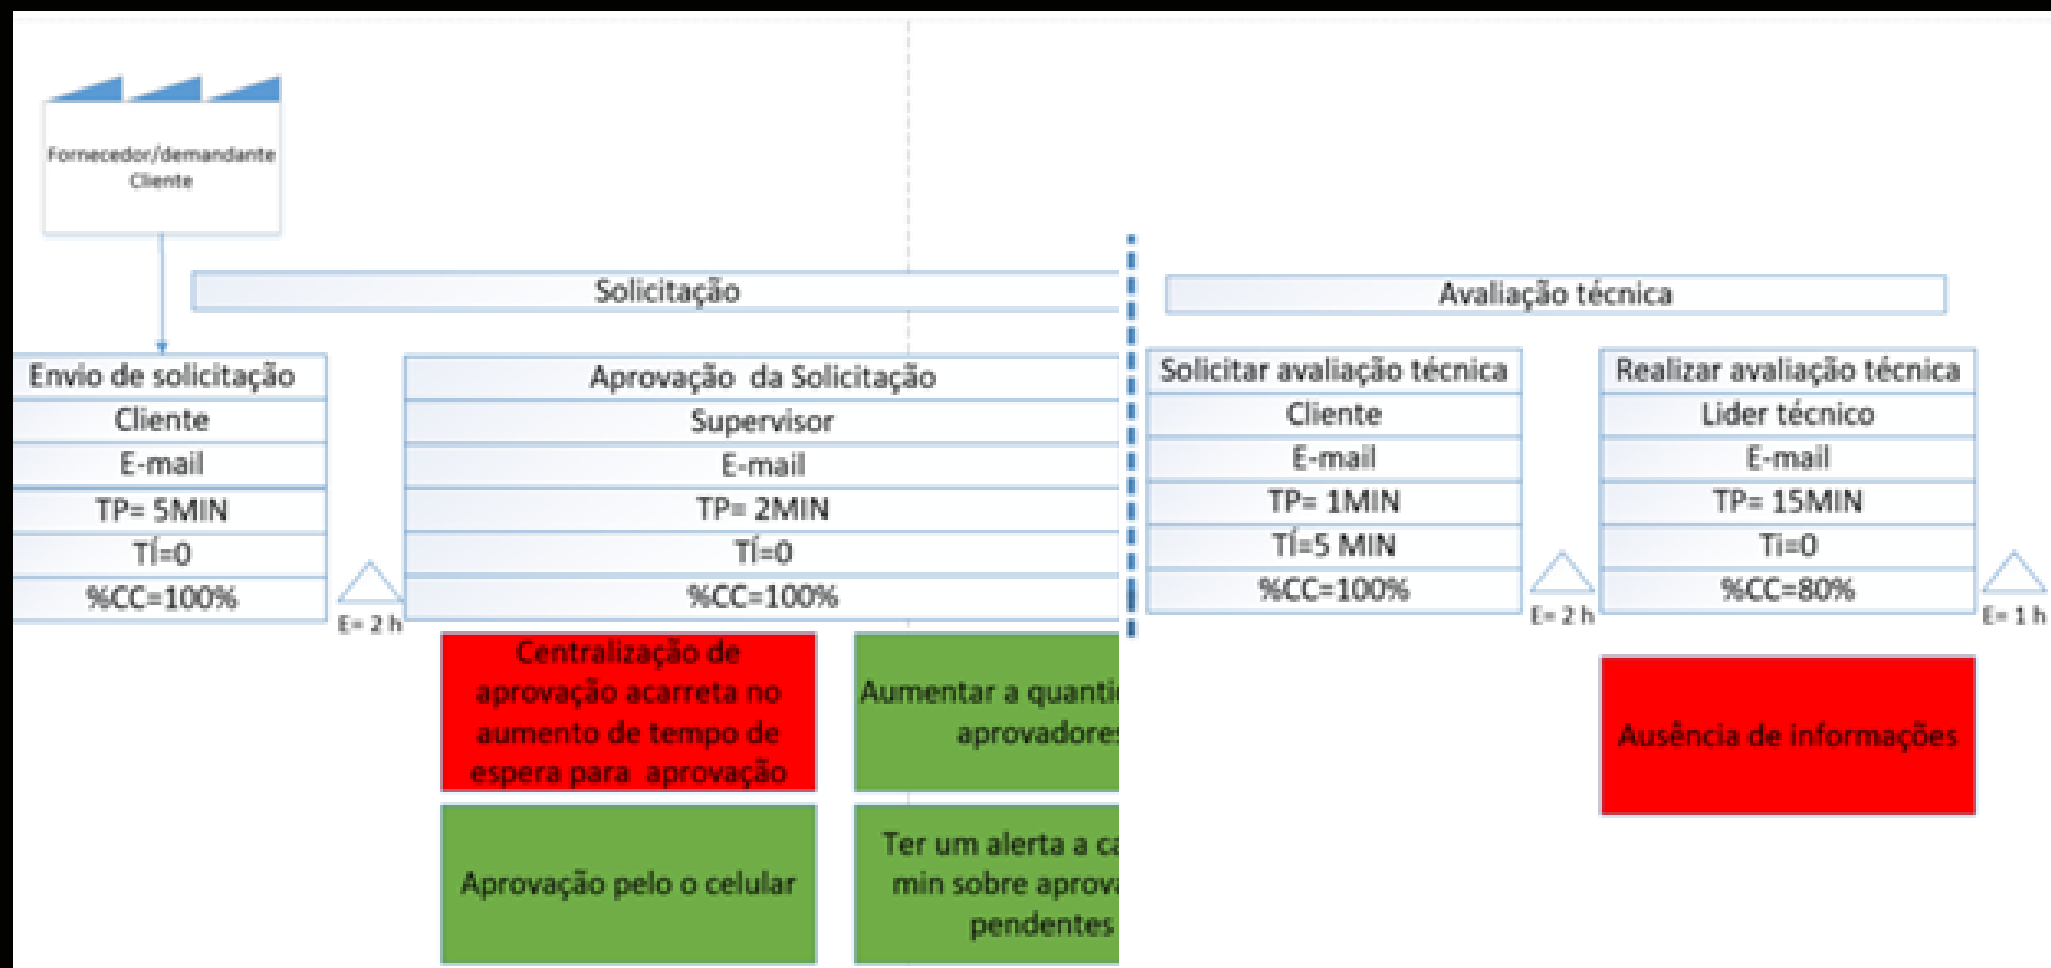 Fornecedor/demandante
Cliente
Solicitação
Avaliação técnica
Envio de solicitação
Cliente
E-mail
TP= 5MIN
TÍ=0
%CC=100%
E= 2 h
Aprovação da Solicitação
Supervisor
E-mail
TP= 2MIN
TÍ=0
%CC=100%
Solicitar avaliação técnica
Cliente
E-mail
TP= 1MIN
TÍ=5 MIN
%CC=100%
E= 2 h
Realizar avaliação técnica
Lider técnico
E-mail
TP= 15MIN
Ti=0
%CC=80%
E= 1 h
Centralização de
aprovação acarreta no
aumento de tempo de
espera para aprovação
Aumentar a
aprovadores
Ausência de informações
Aprovação pelo o celular
Ter um alerta a
min sobre
pendentes